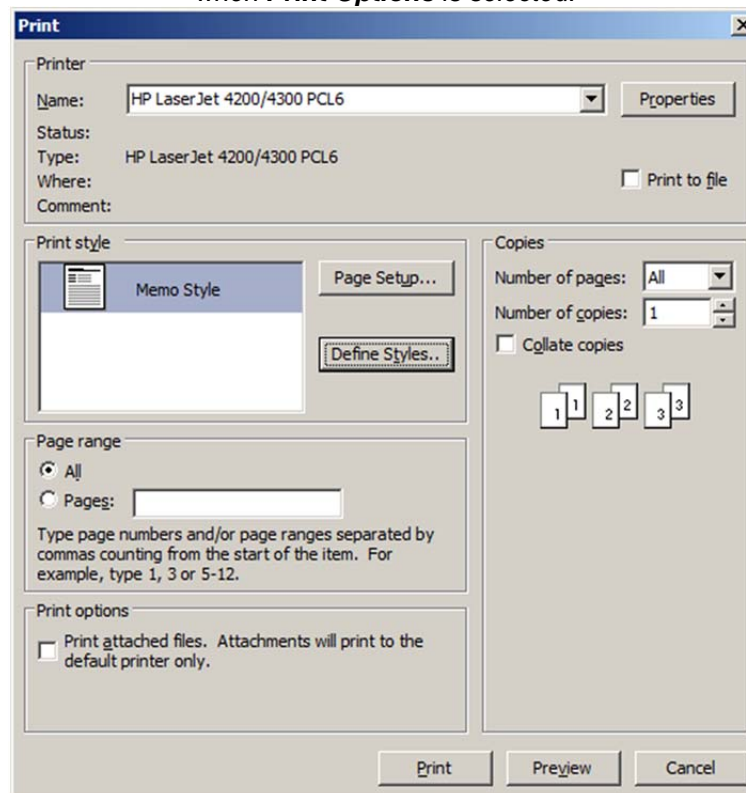 when Print Options is selected.
Print
Printer
Name: HP LaserJet 4200/4300 PCL6 Properties
Status:
Type: HP LaserJet 4200/4300 PCL6
Where: Print to file
Comment:
Print style
Memo Style
Page Setup...
Define Styles..
Copies
Number of pages: All
Number of copies: 1
Collate copies
1 1 2 2 3 3
Page range
All
Pages:
Type page numbers and/or page ranges separated by
commas counting from the start of the item. For
example, type 1, 3 or 5-12.
Print options
Print attached files. Attachments will print to the
default printer only.
Print Preview Cancel